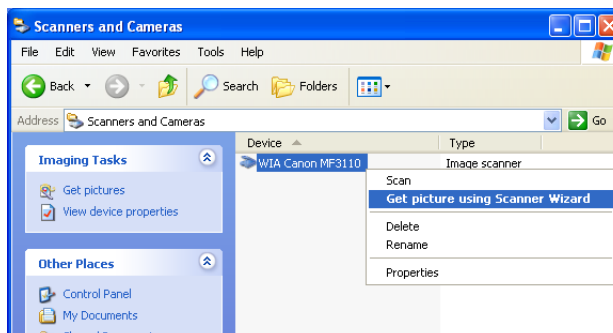 Scanners and Cameras
File Edit View Favorites Tools Help
Back Search Folders
Address Scanners and Cameras Go
Device Type
Imaging Tasks
WIA Canon MF3110 Image scanner
Get pictures
View device properties
Scan
Get picture using Scanner Wizard
Delete
Rename
Properties
Other Places
Control Panel
My Documents